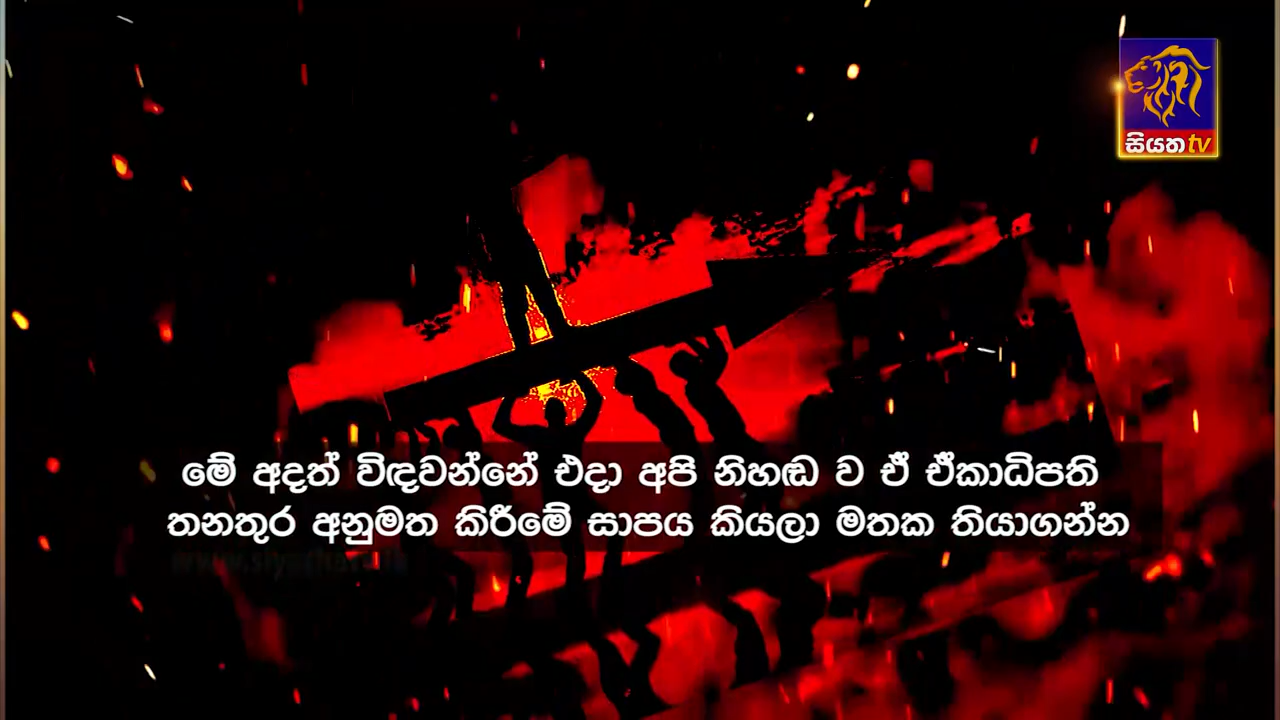 සියත tv
මේ අදත් විඳවන්නේ එදා අපි නිහඬ ව ඒ ඒකාධිපති
තනතුර අනුමත කිරීමේ සාපය කියලා මතක තියාගන්න